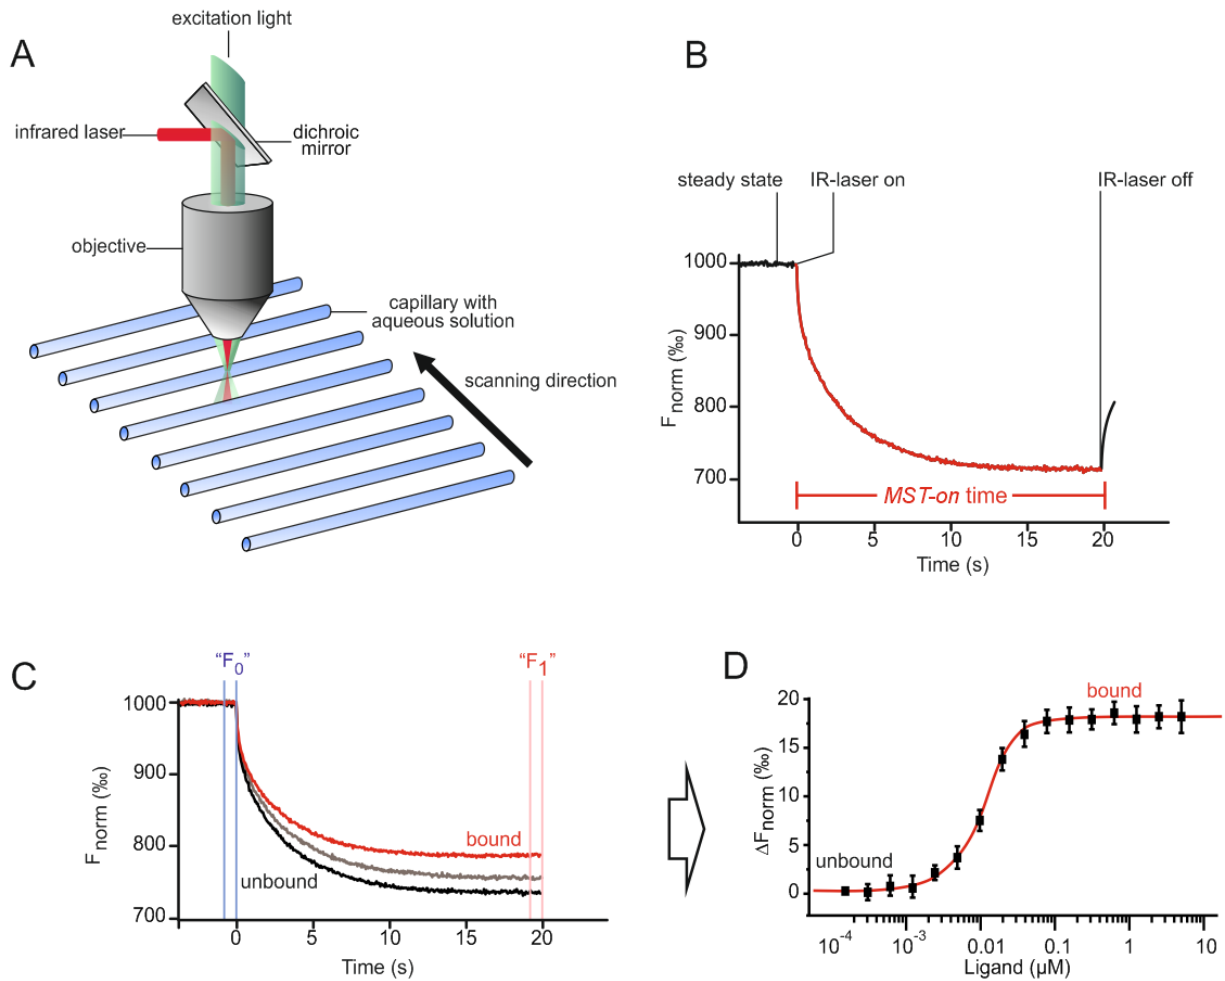 A
excitation light
infrared laser
dichroic
mirror
objective
capillary with
aqueous solution
scanning direction
B
steady state
IR-laser on
IR-laser off
1000
900
800
700
F norm (‰)
MST-on time
0 5 10 15 20
Time (s)
C
“F0”
“F1”
1000
900
800
700
Fnorm (‰)
bound
unbound
0 5 10 15 20
Time (s)
D
20
15
10
5
0
ΔFnorm (‰)
bound
unbound
10-4 10-3 0.01 0.1 1 10
Ligand (µM)